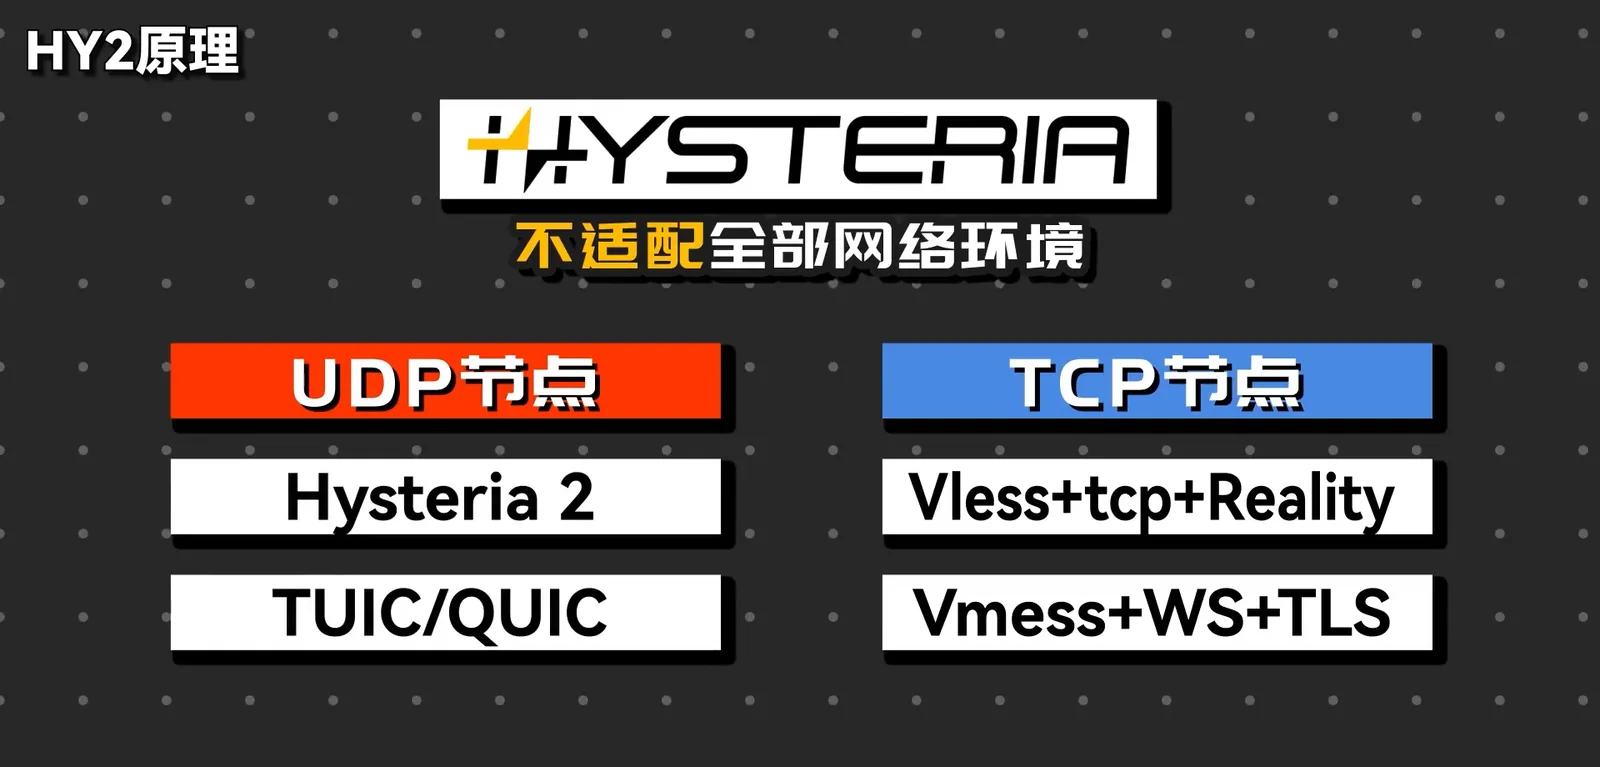 HY2原理
HYSTERIA
不适配全部网络环境
UDP节点
Hysteria 2
TUIC/QUIC
TCP节点
Vless+tcp+Reality
Vmess+WS+TLS